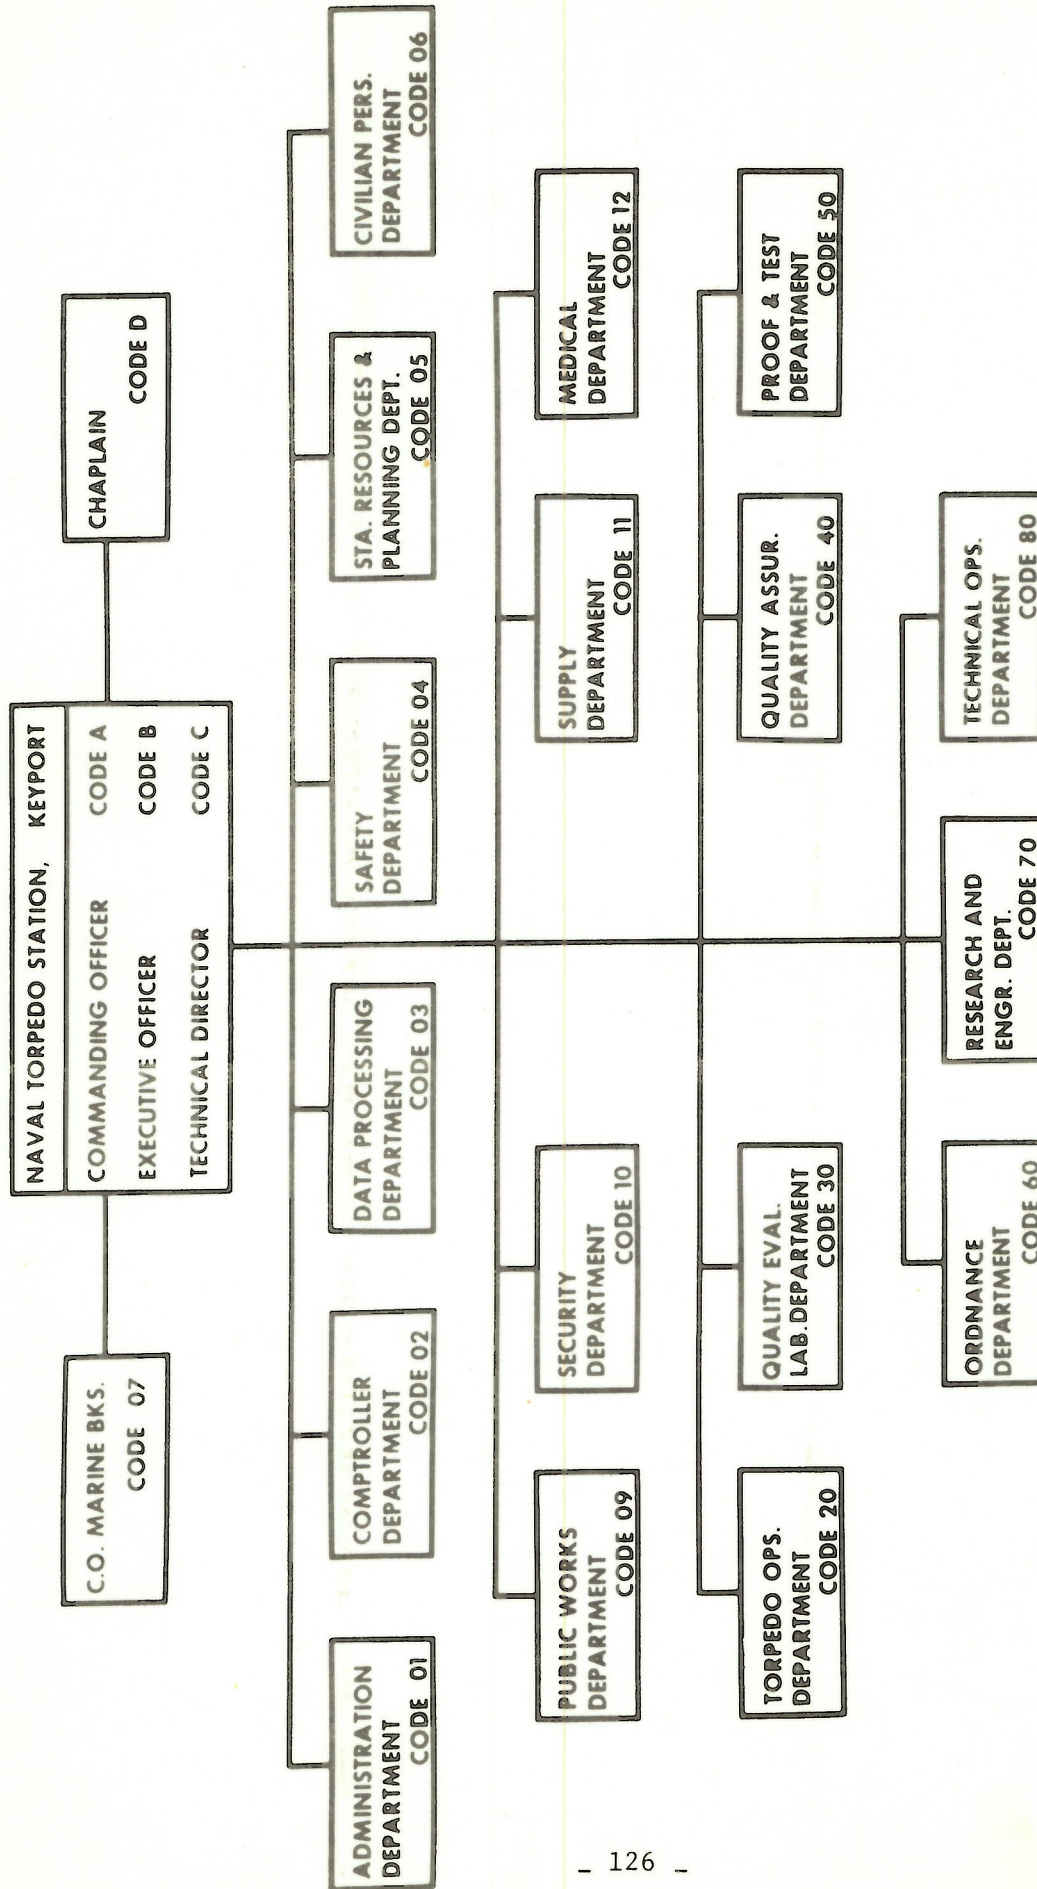 NAVAL TORPEDO STATION, KEYPORT
COMMANDING OFFICER CODE A
EXECUTIVE OFFICER CODE B
TECHNICAL DIRECTOR CODE C
C.O. MARINE BKS.
CODE 07
CHAPLAIN
CODE D
ADMINISTRATION
DEPARTMENT
CODE 01
COMPTROLLER
DEPARTMENT
CODE 02
DATA PROCESSING
DEPARTMENT
CODE 03
SAFETY
DEPARTMENT
CODE 04
STA. RESOURCES &
PLANNING DEPT.
CODE 05
CIVILIAN PERS.
DEPARTMENT
CODE 06
PUBLIC WORKS
DEPARTMENT
CODE 09
SECURITY
DEPARTMENT
CODE 10
SUPPLY
DEPARTMENT
CODE 11
MEDICAL
DEPARTMENT
CODE 12
TORPEDO OPS.
DEPARTMENT
CODE 20
QUALITY EVAL.
LAB. DEPARTMENT
CODE 30
QUALITY ASSUR.
DEPARTMENT
CODE 40
PROOF & TEST
DEPARTMENT
CODE 50
ORDNANCE
DEPARTMENT
CODE 60
RESEARCH AND
ENGR. DEPT.
CODE 70
TECHNICAL OPS.
DEPARTMENT
CODE 80
- 126 -